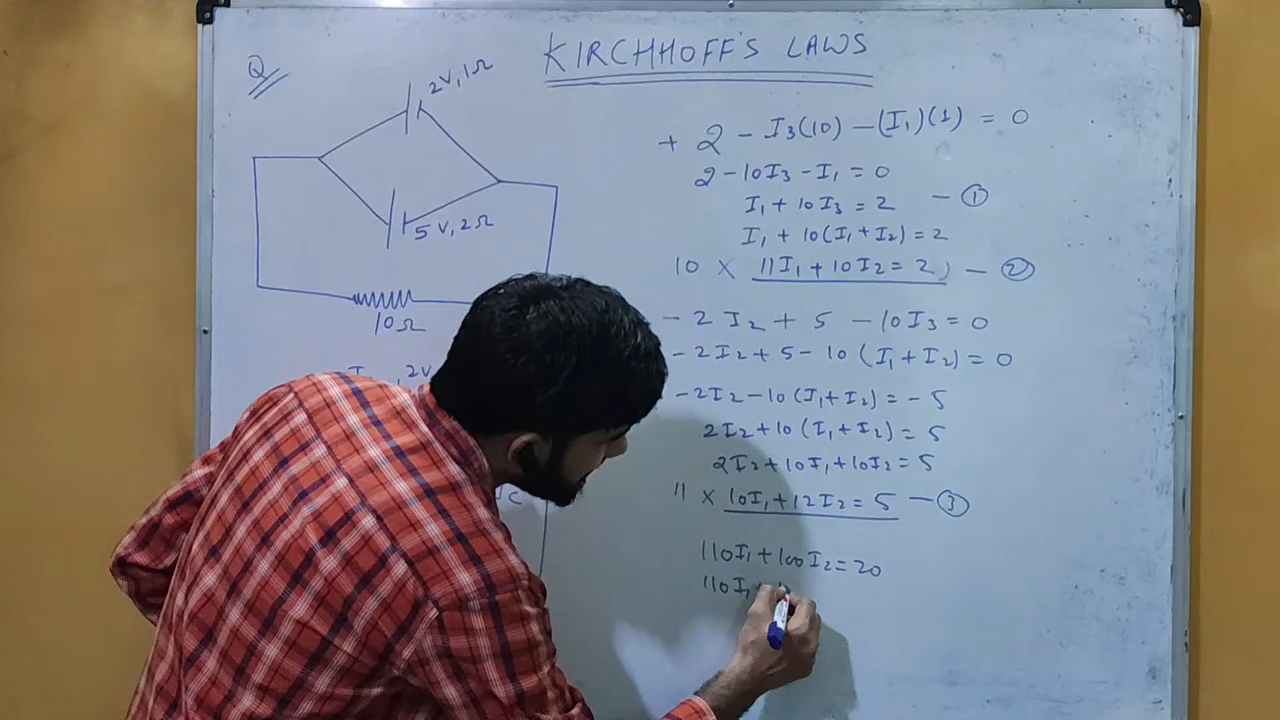 KIRCHHOFF'S LAWS
Q
2V, 1Ω
5V, 2Ω
10Ω
2V
+ 2 - I₃(10) - (I₁)(1) = 0
2 - 10I₃ - I₁ = 0
I₁ + 10I₃ = 2 - ①
I₁ + 10(I₁ + I₂) = 2
10 × 11I₁ + 10I₂ = 2 - ②
- 2I₂ + 5 - 10I₃ = 0
- 2I₂ + 5 - 10(I₁ + I₂) = 0
- 2I₂ - 10(I₁ + I₂) = - 5
2I₂ + 10(I₁ + I₂) = 5
2I₂ + 10I₁ + 10I₂ = 5
11 × 10I₁ + 12I₂ = 5 - ③
110I₁ + 100I₂ = 20
110I₁ +